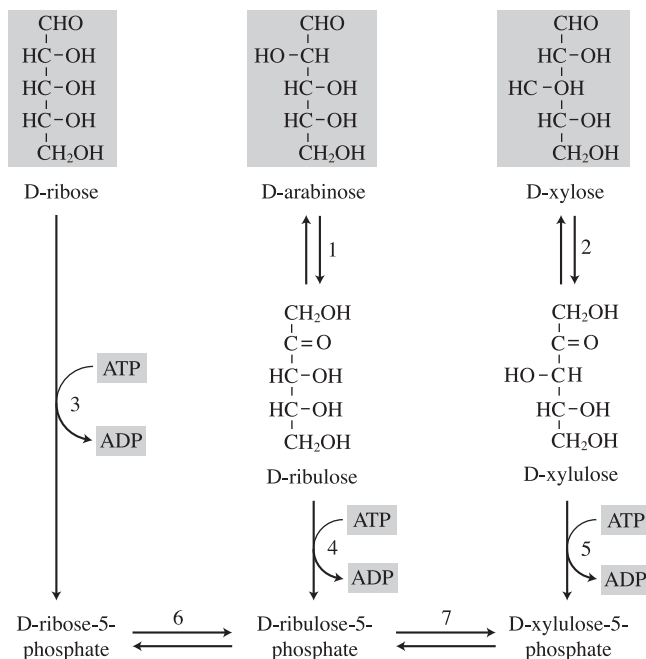 CHO
HC–OH
HC–OH
HC–OH
CH₂OH
D-ribose
CHO
HO–CH
HC–OH
HC–OH
CH₂OH
D-arabinose
CHO
HC–OH
HC–OH
HC–OH
CH₂OH
D-xylose
1
2
CH₂OH
C=O
HC–OH
HC–OH
CH₂OH
D-ribulose
CH₂OH
C=O
HO–CH
HC–OH
CH₂OH
D-xylulose
ATP
3
ADP
ATP
4
ADP
ATP
5
ADP
D-ribose-5-
phosphate
6
D-ribulose-5-
phosphate
7
D-xylulose-5-
phosphate